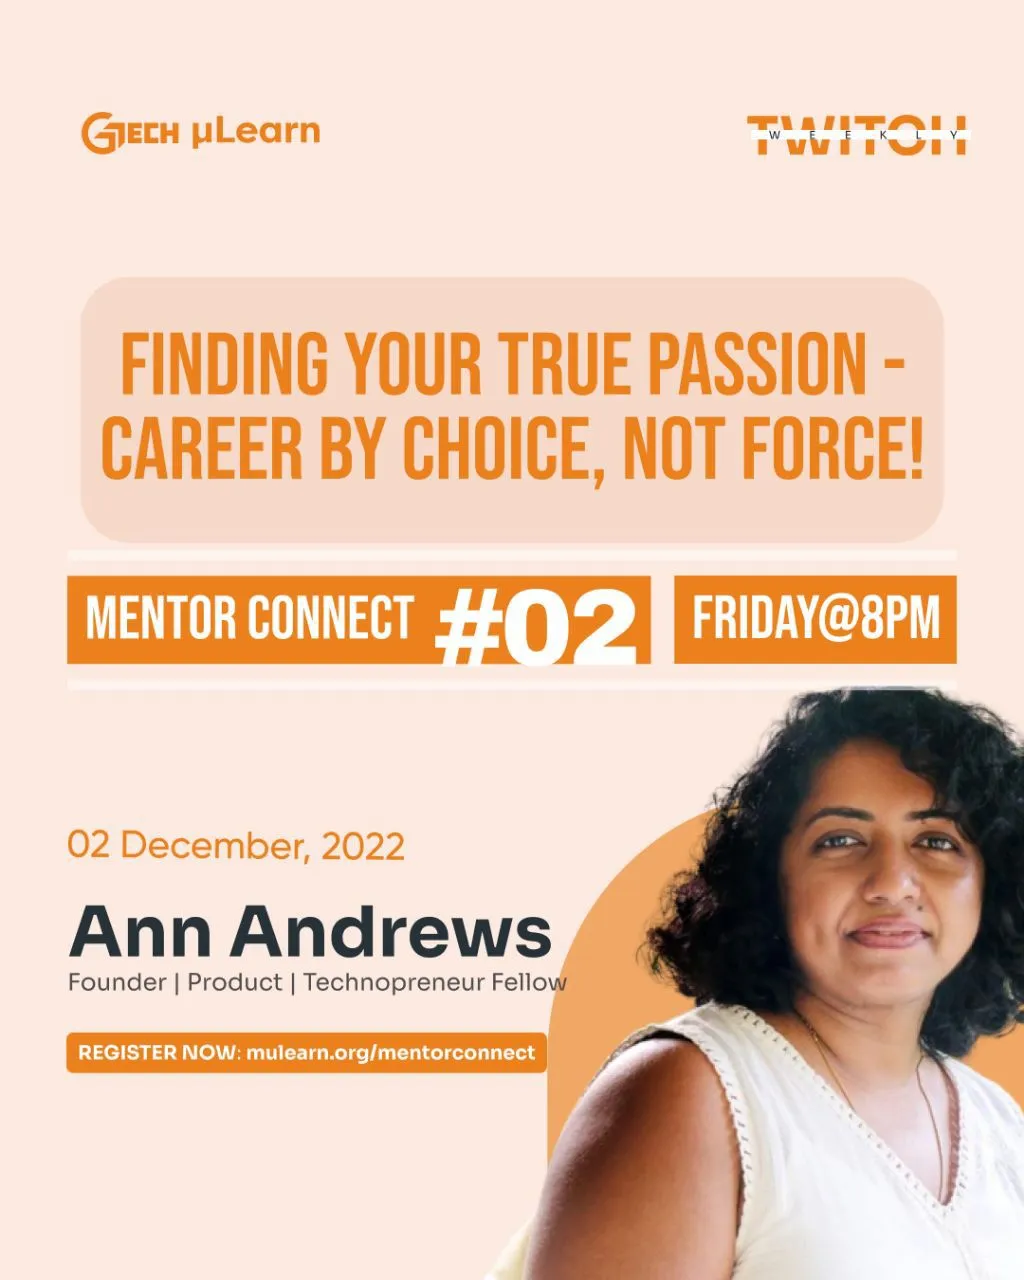 GTECH µLearn
TWITCH
WEEKLY
FINDING YOUR TRUE PASSION -
CAREER BY CHOICE, NOT FORCE!
MENTOR CONNECT #02
FRIDAY@8PM
02 December, 2022
Ann Andrews
Founder | Product | Technopreneur Fellow
REGISTER NOW: mulearn.org/mentorconnect